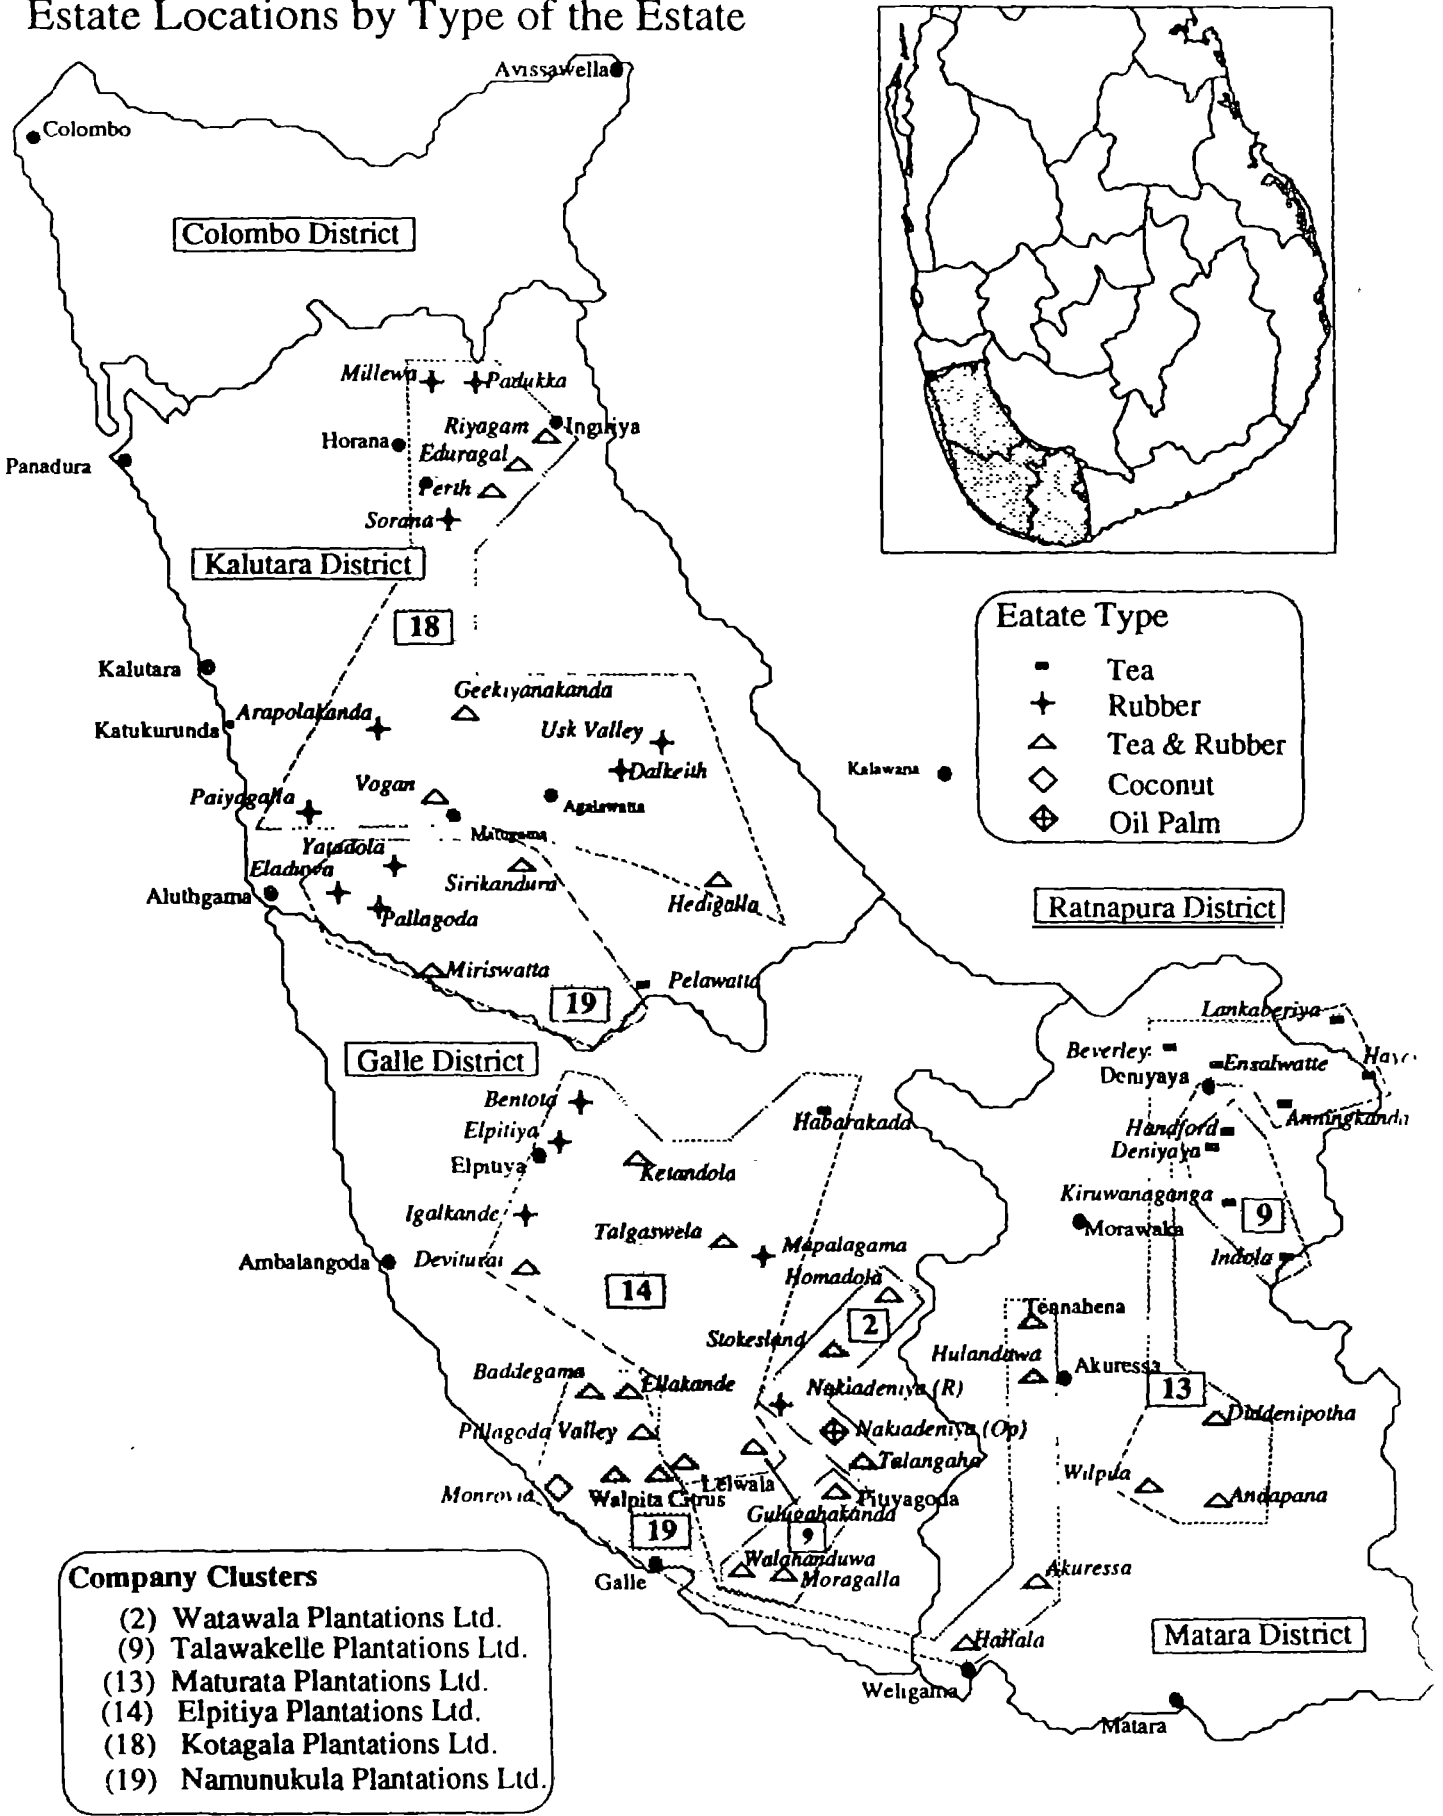 Estate Locations by Type of the Estate
Avissawella
Colombo
Colombo District
Millewa
Padukka
Riyagam
Ingiriya
Horana
Eduragal
Panadura
Perth
Sorana
Kalutara District
18
Eatate Type
Tea
Rubber
Tea & Rubber
Coconut
Oil Palm
Kalutara
Geekiyanakanda
Arapolakanda
Katukurunda
Usk Valley
Dalkeith
Kalawana
Vogan
Paiyagalla
Agalawatta
Matugama
Yatadola
Eladuwa
Sirikandura
Aluthgama
Pallagoda
Hedigalla
Ratnapura District
Miriswatta
Pelawatta
19
Galle District
Lankaberiya
Beverley
Ensalwatte
Deniyaya
Anningkanda
Bentota
Habarakada
Elpitiya
Elpitiya
Handford
Deniyaya
Ketandola
Kiruwanaganga
9
Igalkande
Morawaka
Talgaswela
Mapalagama
Indola
Ambalangoda
Deviturai
Homadola
14
2
Tennahena
Stokesland
Hulanduwa
Akuressa
Baddegama
Ellakande
Nakiadeniya (R)
13
Diddenipotha
Pillagoda Valley
Nakiadeniya (Op)
Talangaha
Wilpita
Lelwala
Monrovia
Walpita Citrus
Pituyagoda
Andapana
Gulugahakanda
19
9
Walahanduwa
Galle
Moragalla
Akuressa
Hallala
Matara District
Weligama
Matara
Company Clusters
(2) Watawala Plantations Ltd.
(9) Talawakelle Plantations Ltd.
(13) Maturata Plantations Ltd.
(14) Elpitiya Plantations Ltd.
(18) Kotagala Plantations Ltd.
(19) Namunukula Plantations Ltd.